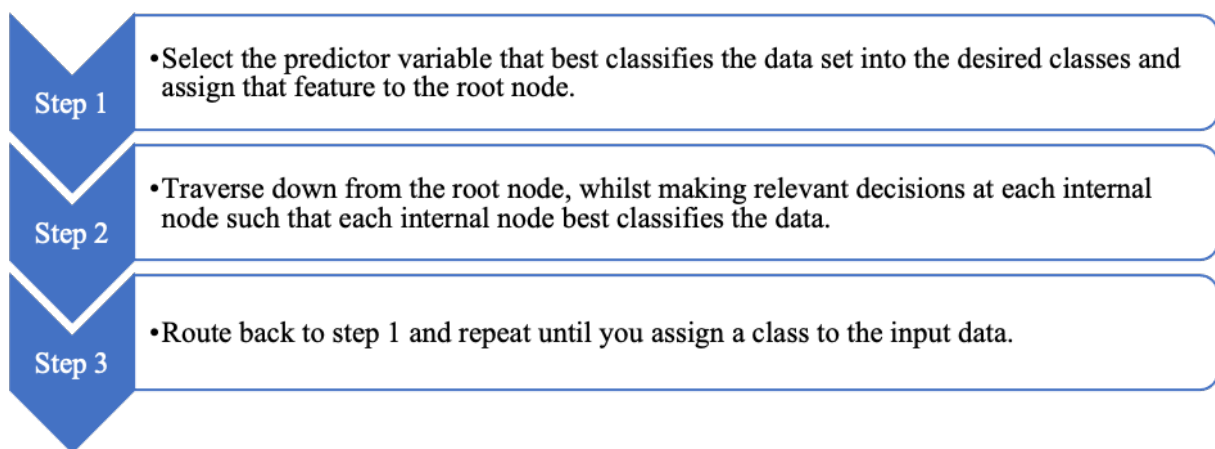 Step 1
•Select the predictor variable that best classifies the data set into the desired classes and
assign that feature to the root node.
Step 2
•Traverse down from the root node, whilst making relevant decisions at each internal
node such that each internal node best classifies the data.
Step 3
•Route back to step 1 and repeat until you assign a class to the input data.